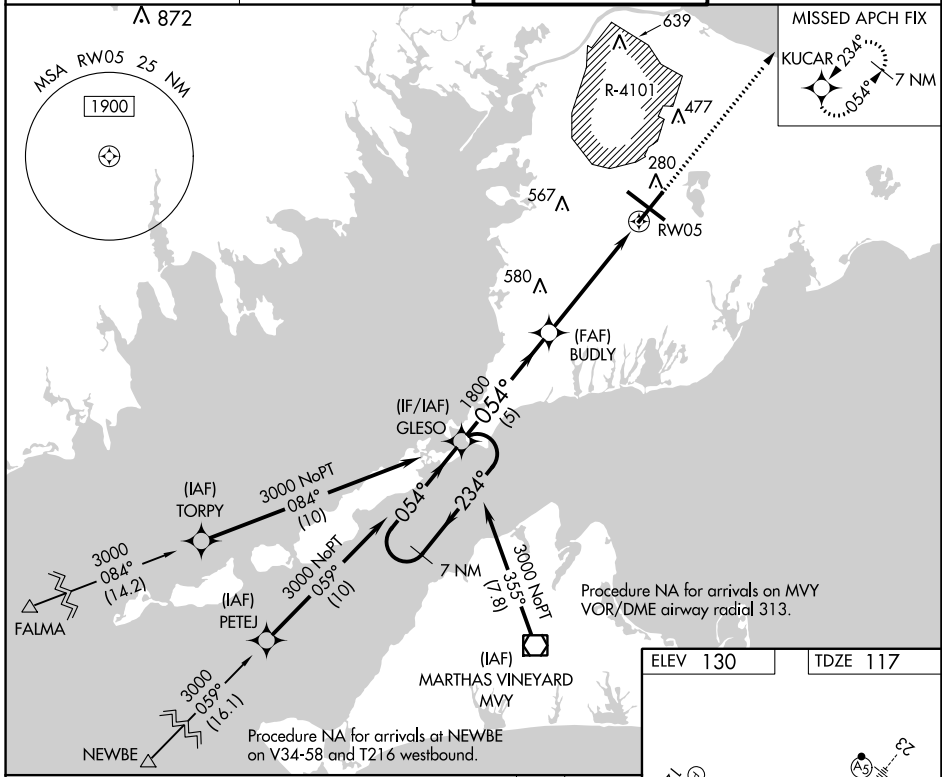 872
MSA RW05 25 NM
1900
639
R-4101
477
280
567
RW05
580
MISSED APCH FIX
KUCAR
234°
054°
7 NM
(FAF)
BUDLY
1800
054°
(5)
(IF/IAF)
GLESO
3000 NoPT
084°
(10)
(IAF)
TORPY
054°
234°
7 NM
3000
084°
(14.2)
FALMA
3000 NoPT
059°
(10)
(IAF)
PETEJ
3000 NoPT
355°
(7.8)
Procedure NA for arrivals on MVY
VOR/DME airway radial 313.
(IAF)
MARTHAS VINEYARD
MVY
3000
059°
(16.1)
NEWBE
Procedure NA for arrivals at NEWBE
on V34-58 and T216 westbound.
ELEV 130
TDZE 117
A5
23